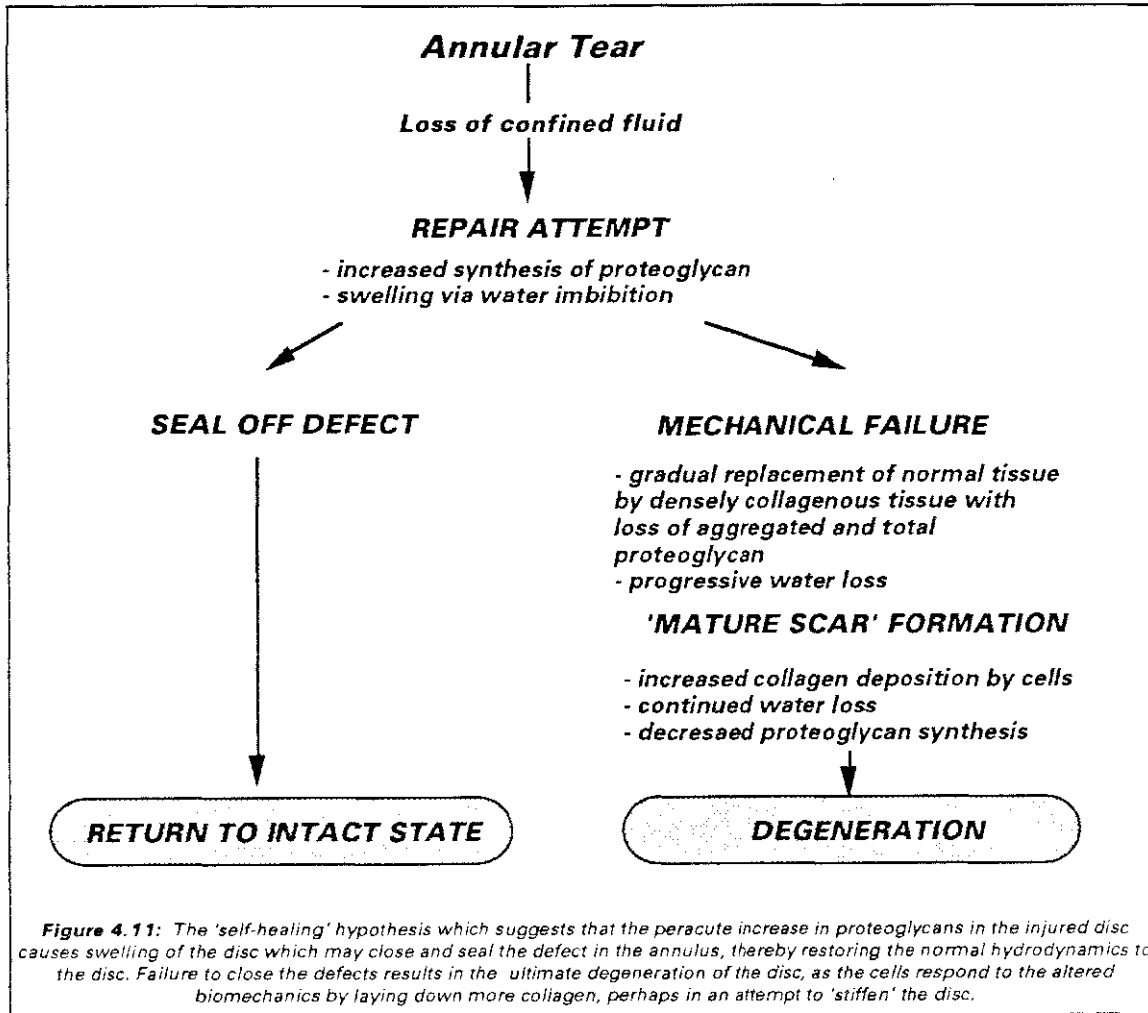 Annular Tear
Loss of confined fluid
REPAIR ATTEMPT
- increased synthesis of proteoglycan
- swelling via water imbibition
SEAL OFF DEFECT
RETURN TO INTACT STATE
MECHANICAL FAILURE
- gradual replacement of normal tissue
by densely collagenous tissue with
loss of aggregated and total
proteoglycan
- progressive water loss
'MATURE SCAR' FORMATION
- increased collagen deposition by cells
- continued water loss
- decresaed proteoglycan synthesis
DEGENERATION
Figure 4.11: The 'self-healing' hypothesis which suggests that the peracute increase in proteoglycans in the injured disc
causes swelling of the disc which may close and seal the defect in the annulus, thereby restoring the normal hydrodynamics to
the disc. Failure to close the defects results in the ultimate degeneration of the disc, as the cells respond to the altered
biomechanics by laying down more collagen, perhaps in an attempt to 'stiffen' the disc.